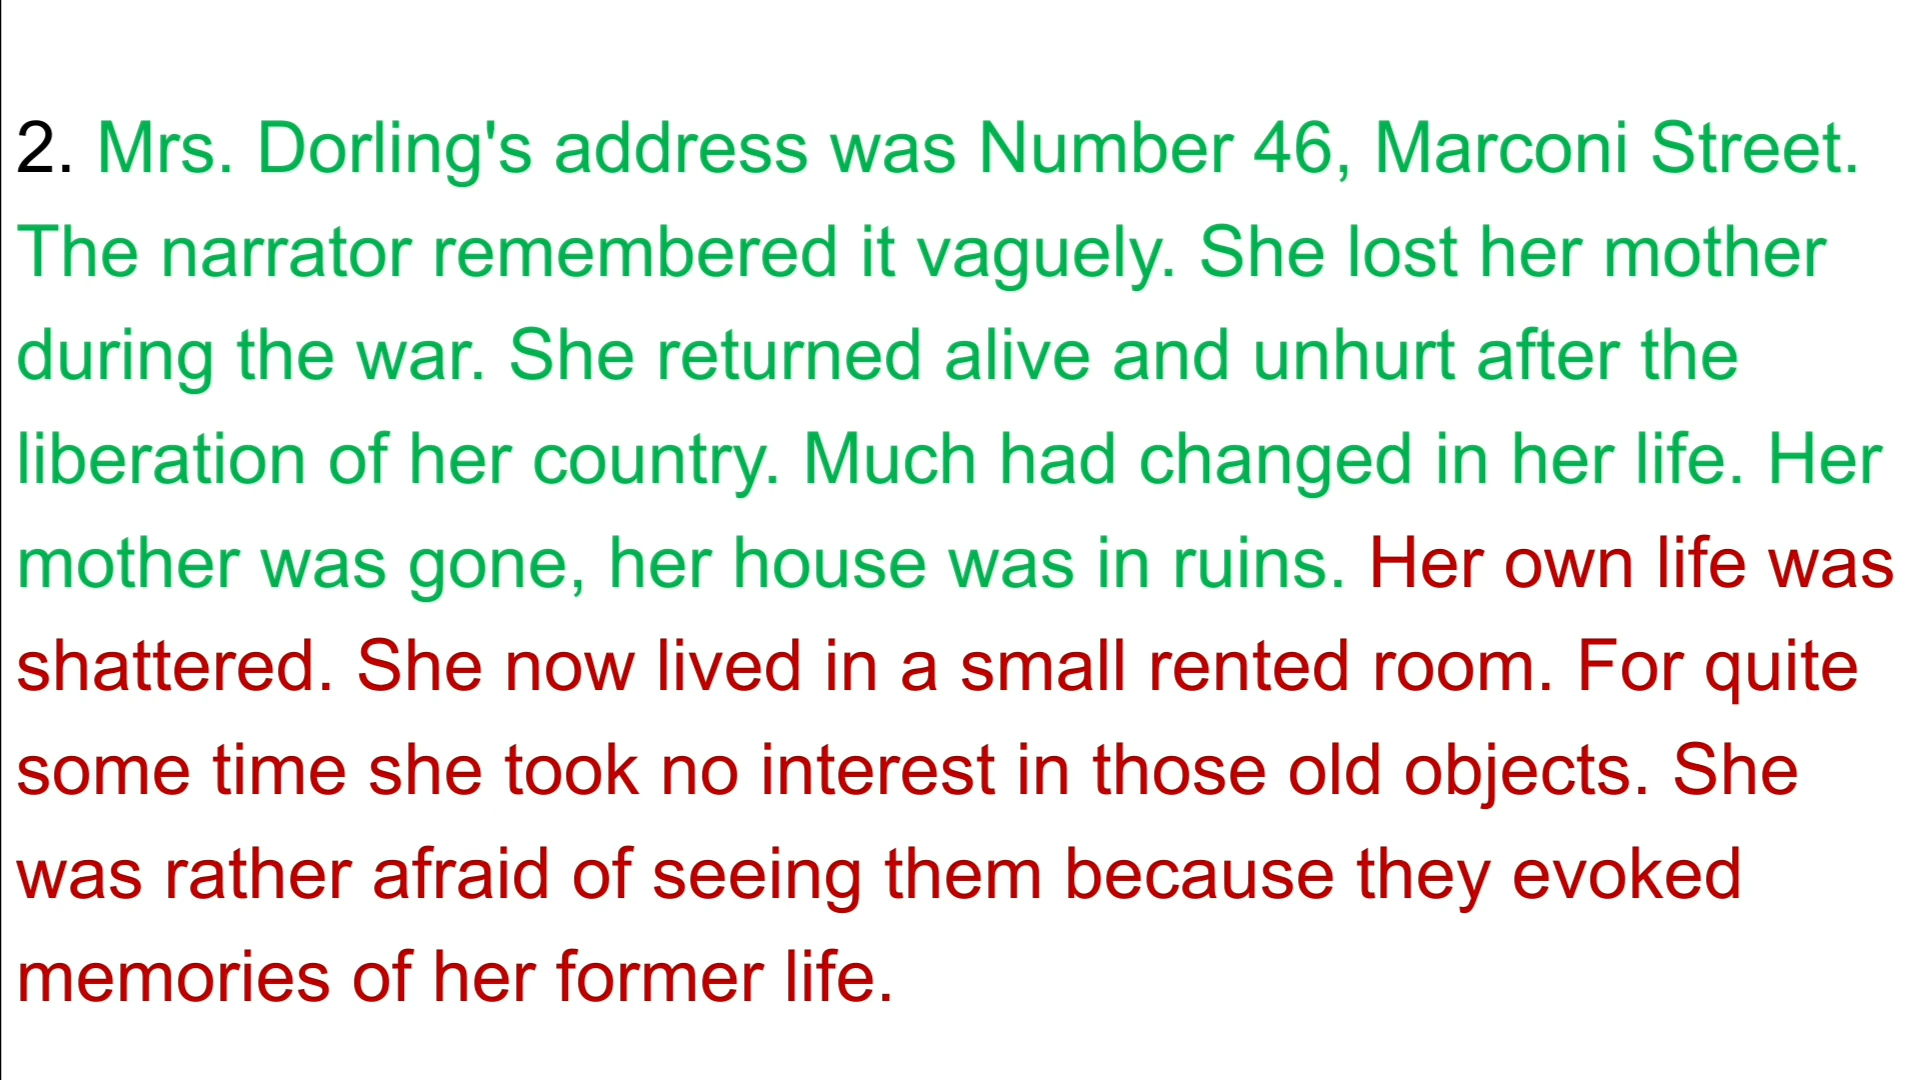 2. Mrs. Dorling's address was Number 46, Marconi Street.
The narrator remembered it vaguely. She lost her mother
during the war. She returned alive and unhurt after the
liberation of her country. Much had changed in her life. Her
mother was gone, her house was in ruins. Her own life was
shattered. She now lived in a small rented room. For quite
some time she took no interest in those old objects. She
was rather afraid of seeing them because they evoked
memories of her former life.